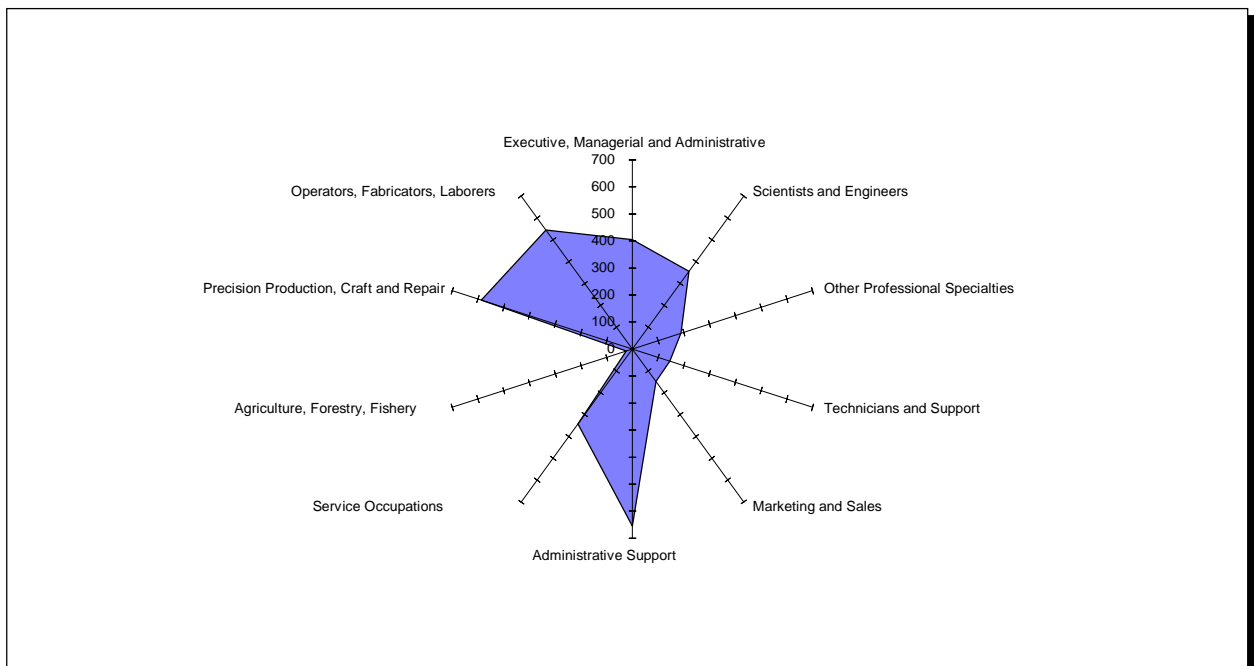 Executive, Managerial and Administrative
700
600
Operators, Fabricators, Laborers
Scientists and Engineers
500
400
300
Precision Production, Craft and Repair
Other Professional Specialties
200
100
0
Agriculture, Forestry, Fishery
Technicians and Support
Service Occupations
Marketing and Sales
Administrative Support